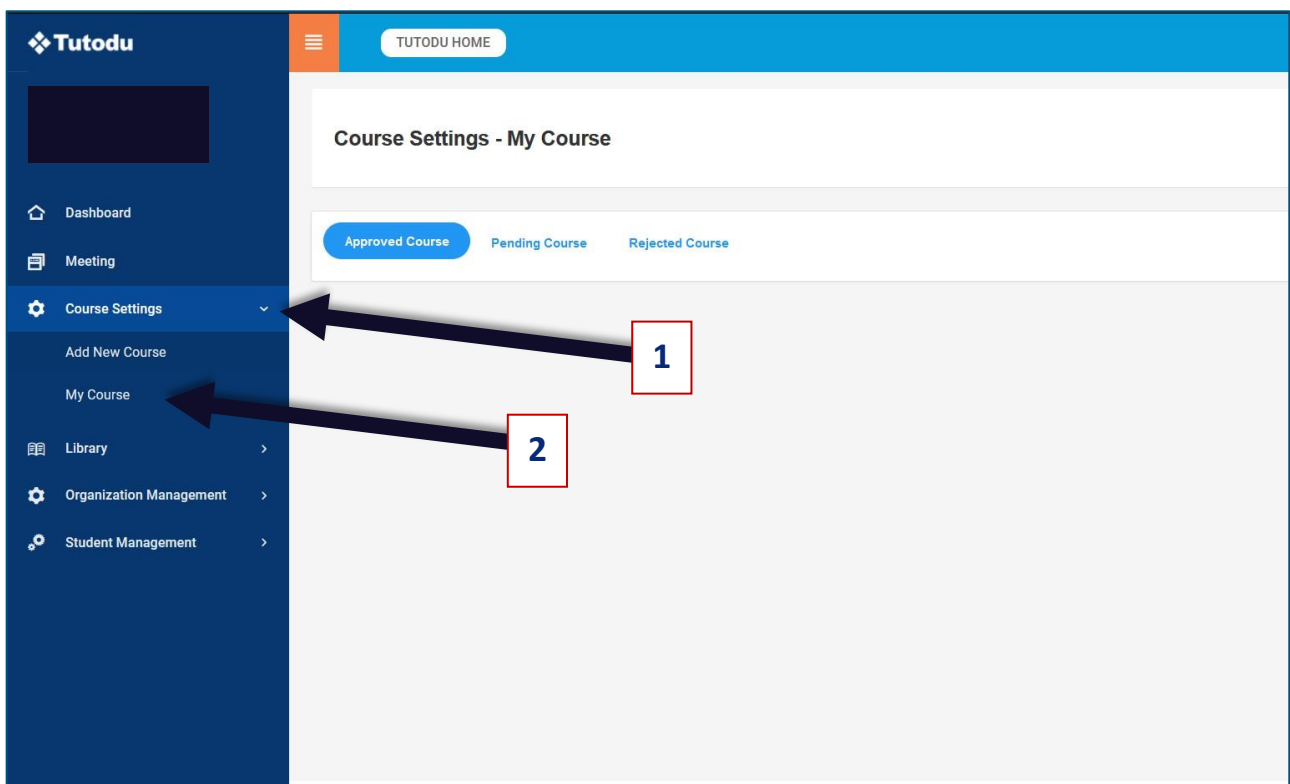 Tutodu
TUTODU HOME
Course Settings - My Course
Dashboard
Approved Course Pending Course Rejected Course
Meeting
Course Settings
1
Add New Course
My Course
2
Library
Organization Management
Student Management